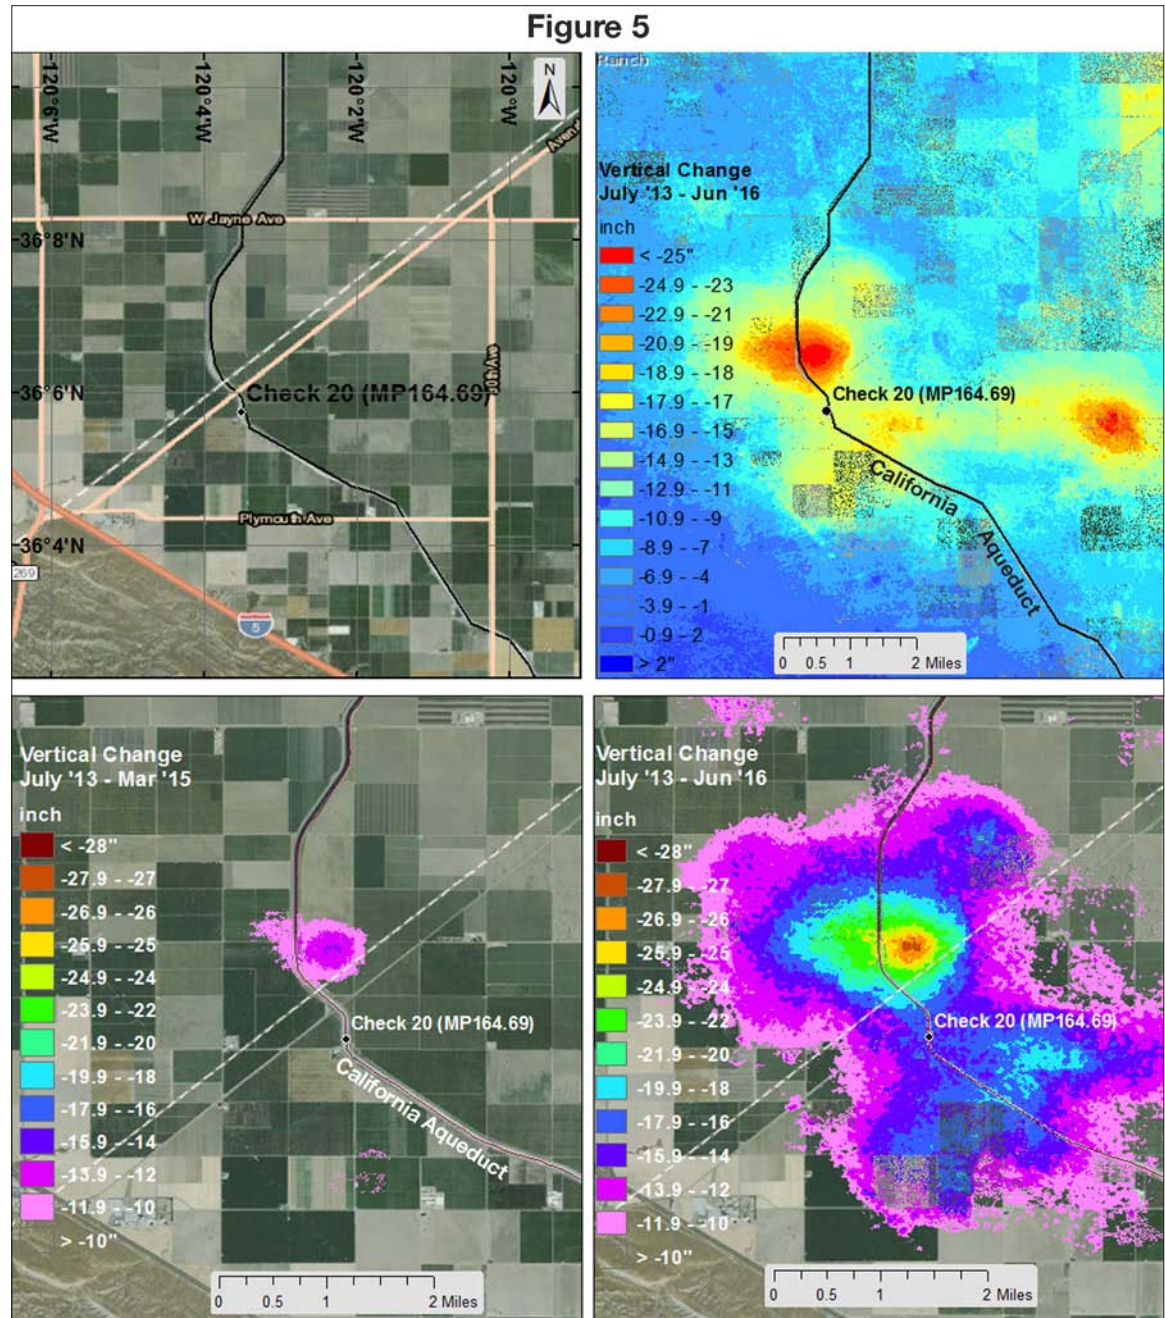 Figure 5
120°6'W
120°4'W
120°2'W
120°W
N
W Jayne Ave
36°8'N
36°6'N
Check 20 (MP164.69)
Plymouth Ave
36°4'N
269
5
Ranch
Vertical Change
July '13 - Jun '16
inch
< -25"
-24.9 - -23
-22.9 - -21
-20.9 - -19
-18.9 - -18
-17.9 - -17
-16.9 - -15
-14.9 - -13
-12.9 - -11
-10.9 - -9
-8.9 - -7
-6.9 - -4
-3.9 - -1
-0.9 - 2
> 2"
Check 20 (MP164.69)
California Aqueduct
0 0.5 1 2 Miles
Vertical Change
July '13 - Mar '15
inch
< -28"
-27.9 - -27
-26.9 - -26
-25.9 - -25
-24.9 - -24
-23.9 - -22
-21.9 - -20
-19.9 - -18
-17.9 - -16
-15.9 - -14
-13.9 - -12
-11.9 - -10
> -10"
Check 20 (MP164.69)
California Aqueduct
0 0.5 1 2 Miles
Vertical Change
July '13 - Jun '16
inch
< -28"
-27.9 - -27
-26.9 - -26
-25.9 - -25
-24.9 - -24
-23.9 - -22
-21.9 - -20
-19.9 - -18
-17.9 - -16
-15.9 - -14
-13.9 - -12
-11.9 - -10
> -10"
Check 20 (MP164.69)
0 0.5 1 2 Miles